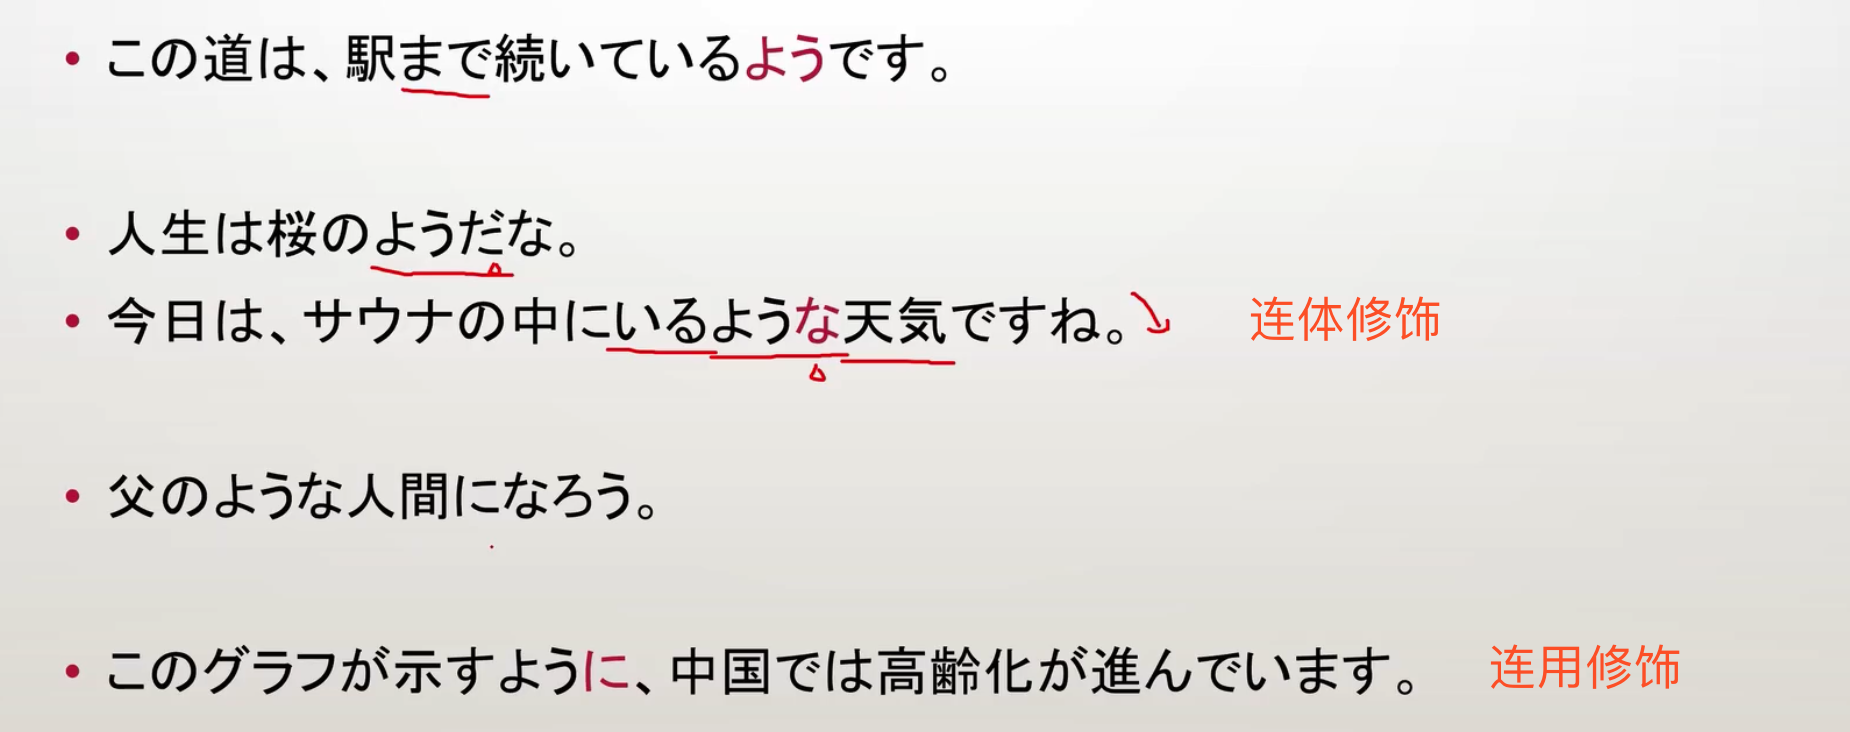 • この道は、駅まで続いているようです。
• 人生は桜のようだな。
• 今日は、サウナの中にいるような天気ですね。 连体修饰
• 父のような人間になろう。
• このグラフが示すように、中国では高齢化が進んでいます。 连用修饰